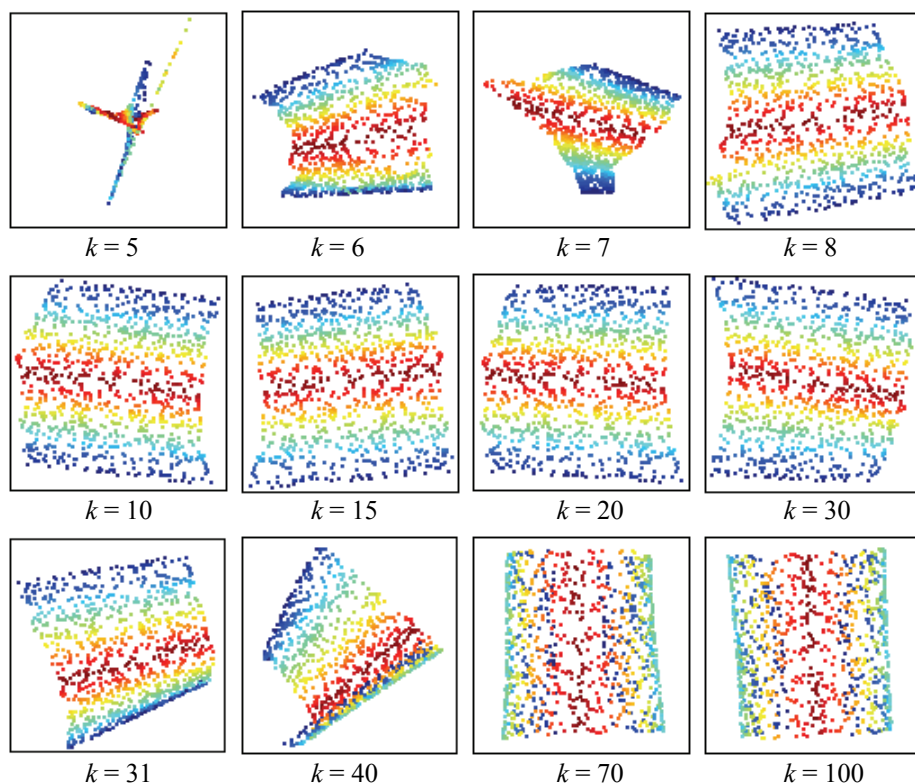 k = 5 k = 6 k = 7 k = 8
k = 10 k = 15 k = 20 k = 30
k = 31 k = 40 k = 70 k = 100